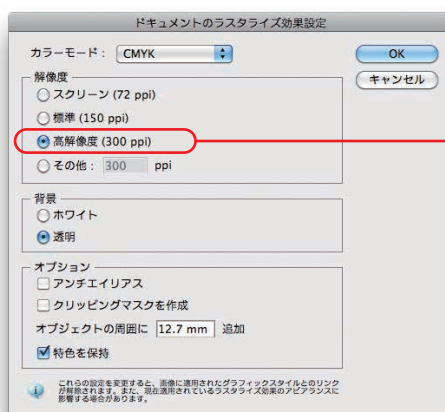 ドキュメントのラスタライズ効果設定
カラーモード： CMYK
OK
キャンセル
解像度
スクリーン (72 ppi)
標準 (150 ppi)
高解像度 (300 ppi)
その他： 300 ppi
背景
ホワイト
透明
オプション
アンチエイリアス
クリッピングマスクを作成
オブジェクトの周囲に 12.7 mm 追加
特色を保持
これらの設定を変更すると、画像に適用されたグラフィックスタイルとのリンク
が解除されます。また、現在適用されているラスタライズ効果のアピアランスに
影響する場合があります。